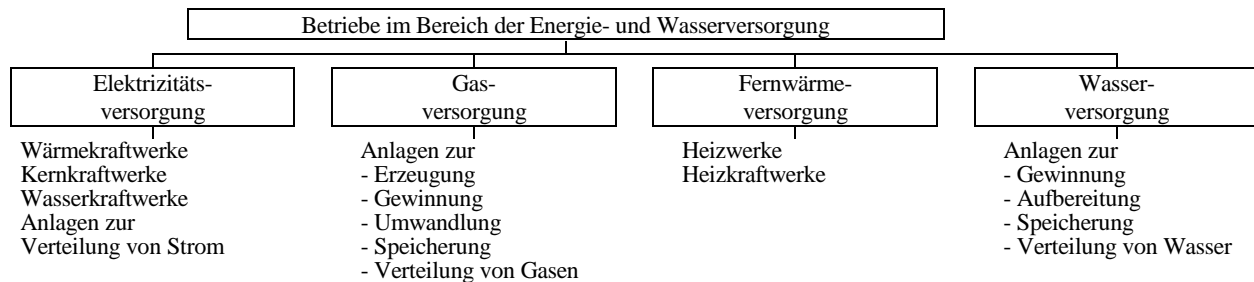 Betriebe im Bereich der Energie- und Wasserversorgung
Elektrizitäts-
versorgung
Wärmekraftwerke
Kernkraftwerke
Wasserkraftwerke
Anlagen zur
Verteilung von Strom
Gas-
versorgung
Anlagen zur
- Erzeugung
- Gewinnung
- Umwandlung
- Speicherung
- Verteilung von Gasen
Fernwärme-
versorgung
Heizwerke
Heizkraftwerke
Wasser-
versorgung
Anlagen zur
- Gewinnung
- Aufbereitung
- Speicherung
- Verteilung von Wasser